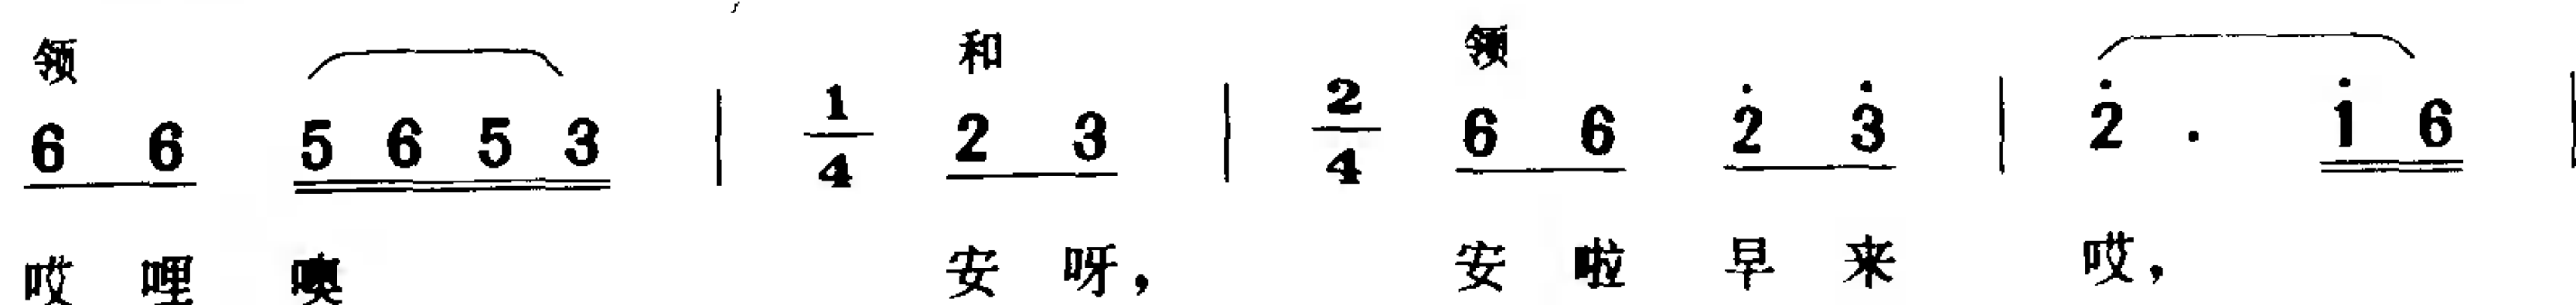 领 和 领
6 6 5 6 5 3 | 1/4 2 3 | 2/4 6 6 2̇ 3̇ | 2̇ . 1̇ 6 |
哎 哩 噢 安 呀， 安 啦 早 来 哎，